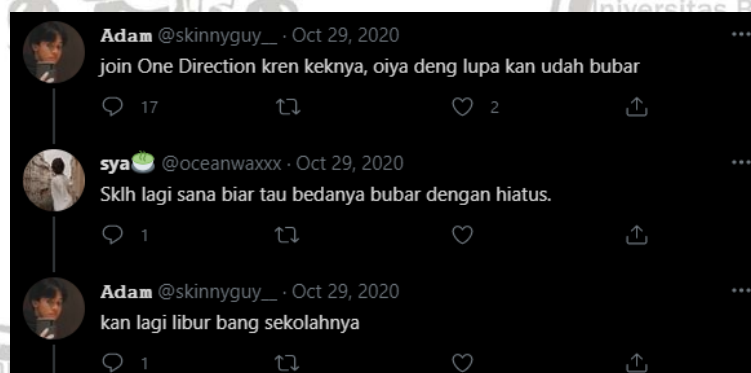 Universitas B
Adam @skinnyguy__ · Oct 29, 2020
join One Direction kren keknya, oiya deng lupa kan udah bubar
17 2
sya🍵 @oceanwaxxx · Oct 29, 2020
Sklh lagi sana biar tau bedanya bubar dengan hiatus.
1
Adam @skinnyguy__ · Oct 29, 2020
kan lagi libur bang sekolahnya
1